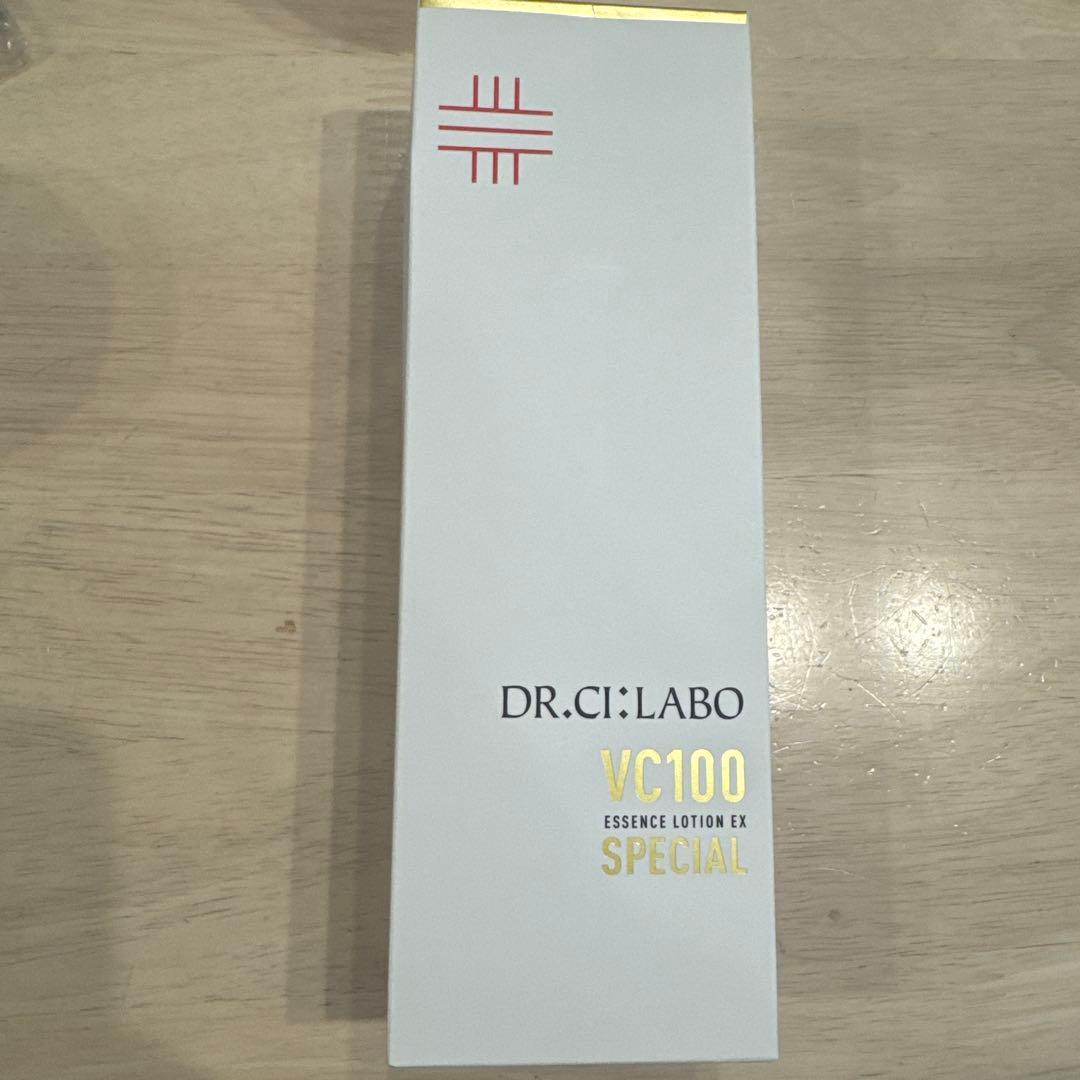 DR.CI:LABO
VC100
ESSENCE LOTION EX
SPECIAL